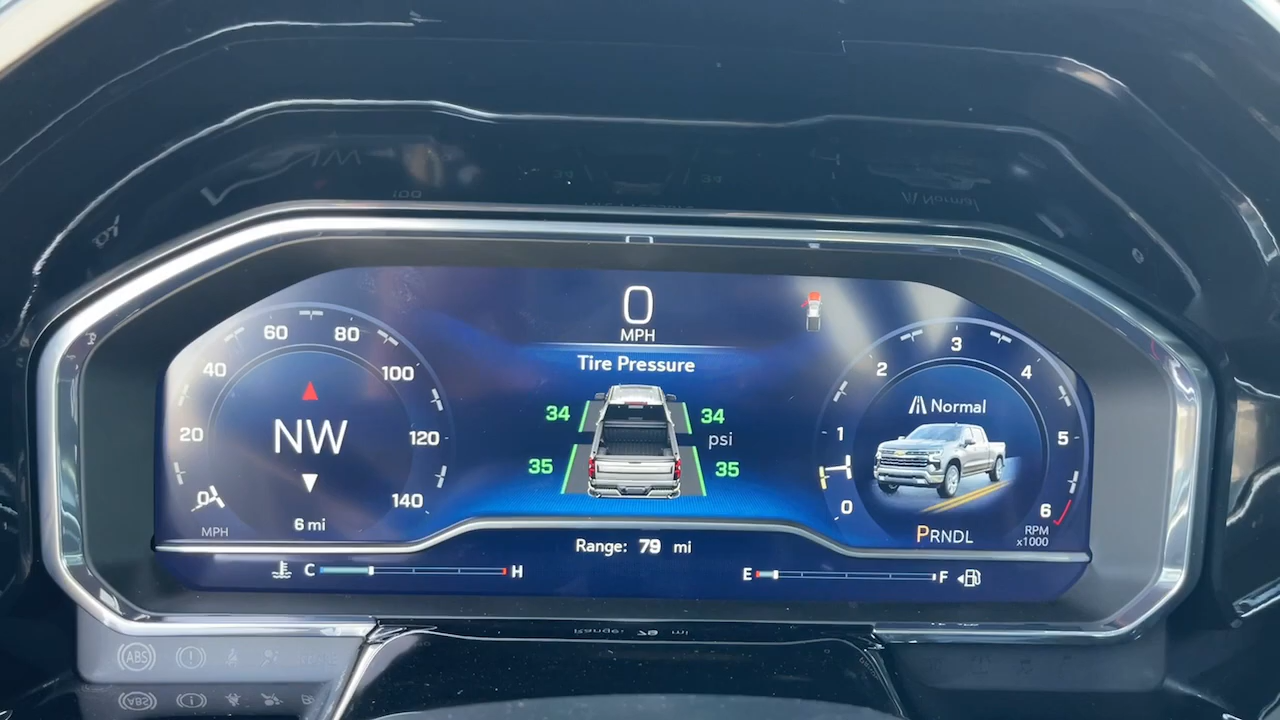 0
MPH
Tire Pressure
34 34
psi
35 35
0 20 40 60 80 100 120 140
MPH
NW
6 mi
0 1 2 3 4 5 6
RPM
x1000
Normal
PRNDL
Range: 79 mi
C H
E F
ABS